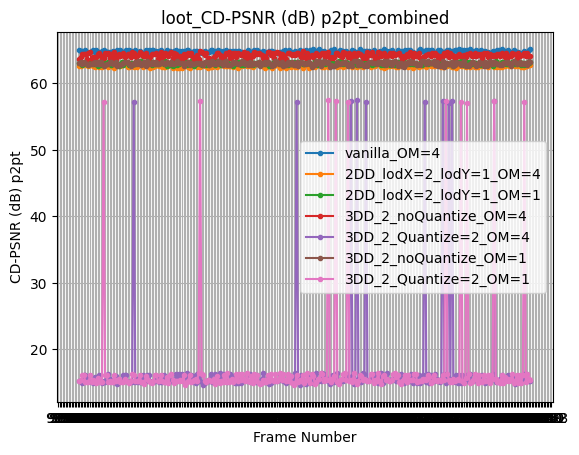 loot_CD-PSNR (dB) p2pt_combined
CD-PSNR (dB) p2pt
60
50
40
30
20
vanilla_OM=4
2DD_lodX=2_lodY=1_OM=4
2DD_lodX=2_lodY=1_OM=1
3DD_2_noQuantize_OM=4
3DD_2_Quantize=2_OM=4
3DD_2_noQuantize_OM=1
3DD_2_Quantize=2_OM=1
Frame Number